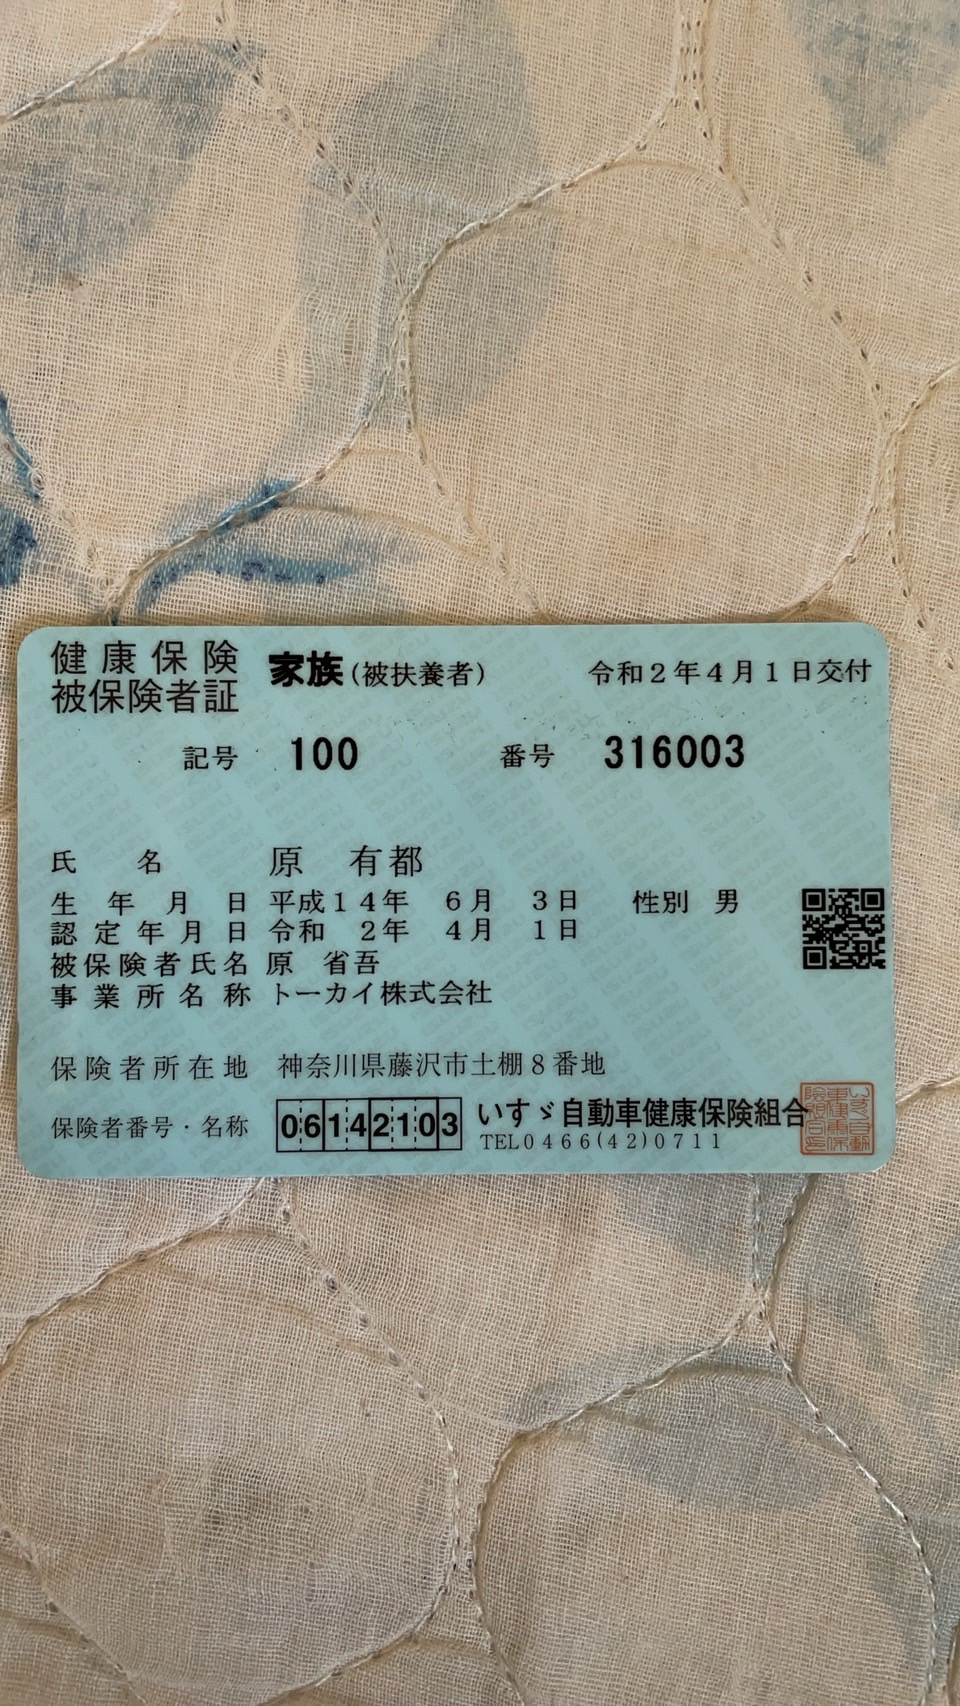 健康保険
被保険者証
家族(被扶養者)
令和2年4月1日交付
記号 100 番号 316003
氏名 原 有都
生年月日 平成14年 6月 3日 性別 男
認定年月日 令和 2年 4月 1日
被保険者氏名 原 省吾
事業所名称 トーカイ株式会社
保険者所在地 神奈川県藤沢市土棚8番地
保険者番号・名称 06142103 いすゞ自動車健康保険組合
TEL0466(42)0711